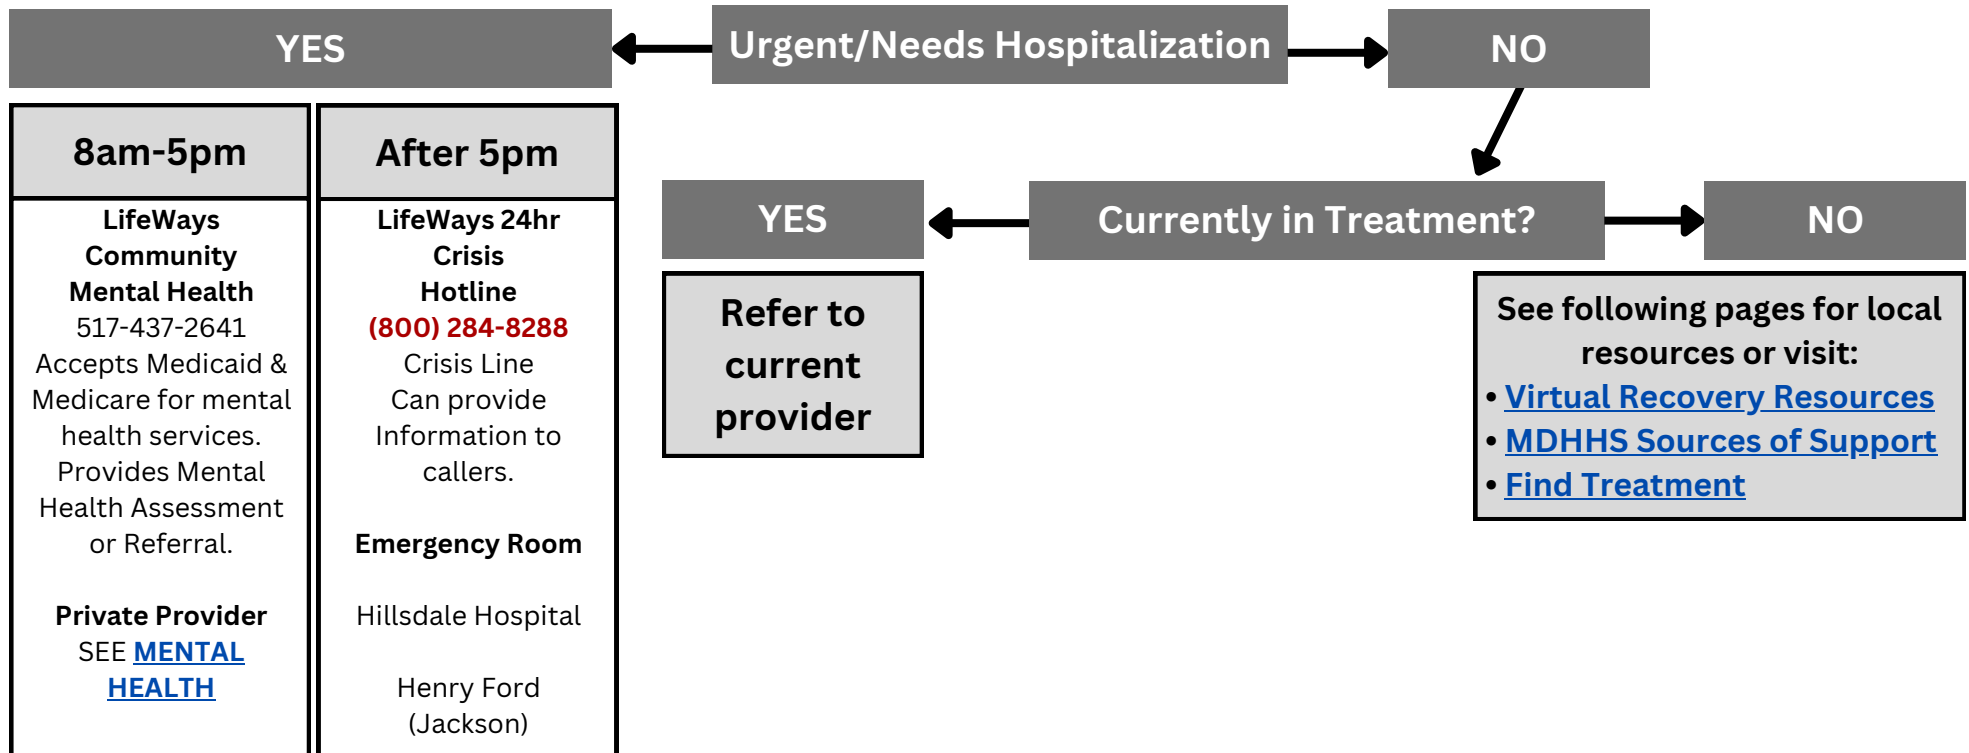 YES
Urgent/Needs Hospitalization
NO
8am-5pm
LifeWays
Community
Mental Health
517-437-2641
Accepts Medicaid &
Medicare for mental
health services.
Provides Mental
Health Assessment
or Referral.
Private Provider
SEE MENTAL
HEALTH
After 5pm
LifeWays 24hr
Crisis
Hotline
(800) 284-8288
Crisis Line
Can provide
Information to
callers.
Emergency Room
Hillsdale Hospital
Henry Ford
(Jackson)
YES
Currently in Treatment?
NO
Refer to
current
provider
See following pages for local
resources or visit:
• Virtual Recovery Resources
• MDHHS Sources of Support
• Find Treatment